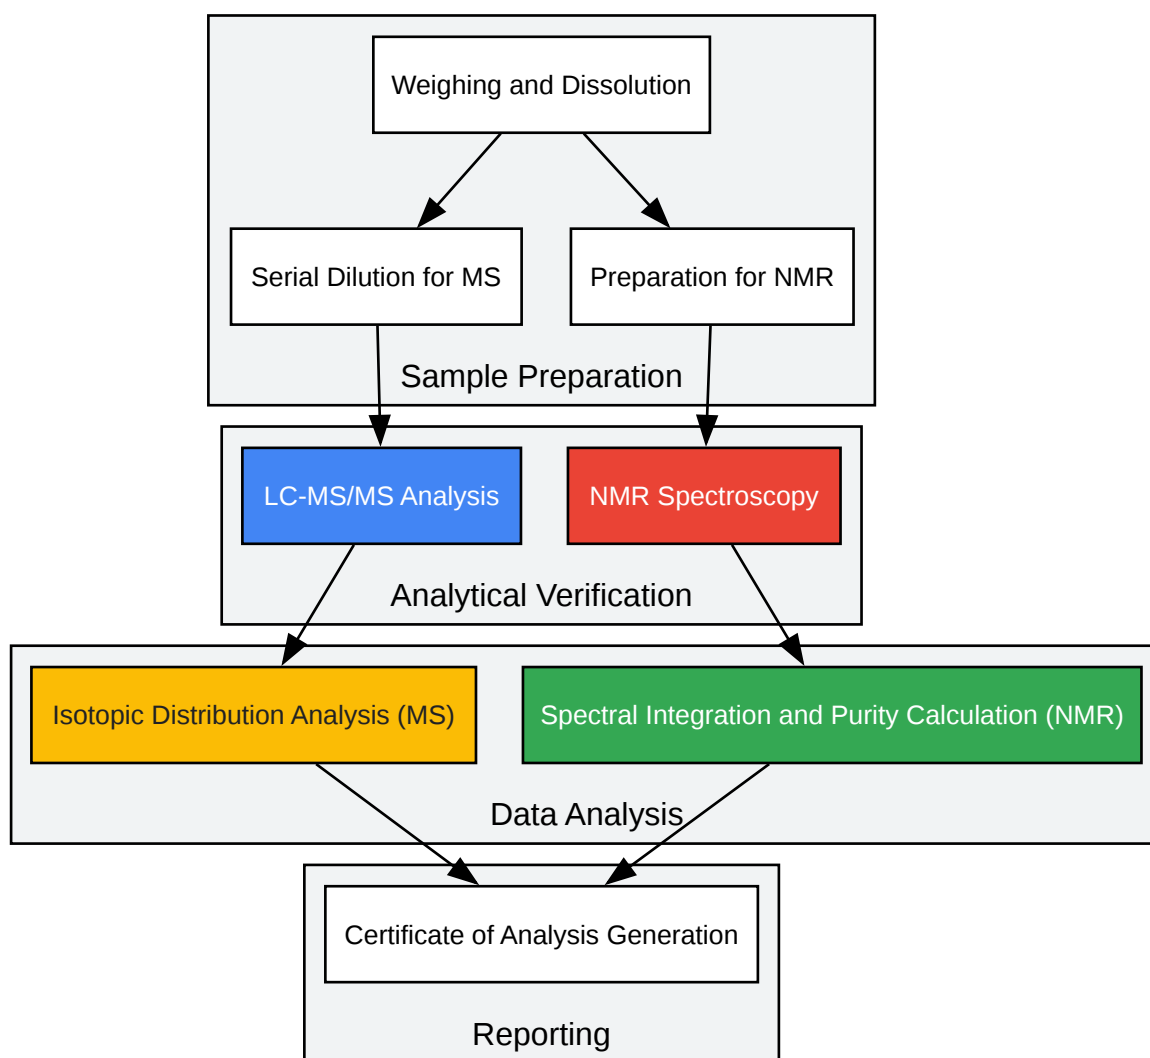 Weighing and Dissolution
Serial Dilution for MS
Preparation for NMR
Sample Preparation
LC-MS/MS Analysis
NMR Spectroscopy
Analytical Verification
Isotopic Distribution Analysis (MS)
Spectral Integration and Purity Calculation (NMR)
Data Analysis
Certificate of Analysis Generation
Reporting